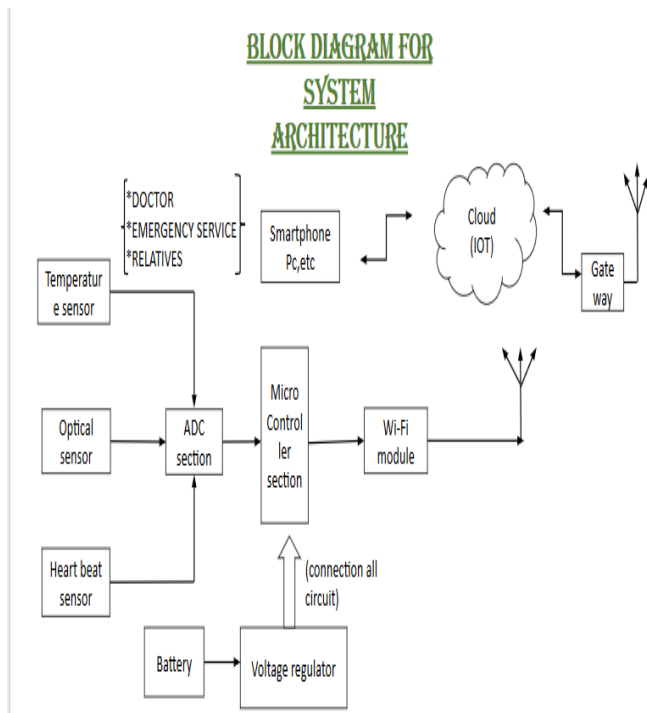 BLOCK DIAGRAM FOR
SYSTEM
ARCHITECTURE
*DOCTOR
*EMERGENCY SERVICE
*RELATIVES
Smartphone
Pc,etc
Cloud
(IOT)
Gate
way
Temperatur
e sensor
Optical
sensor
ADC
section
Micro
Control
ler
section
Wi-Fi
module
Heart beat
sensor
(connection all
circuit)
Battery
Voltage regulator